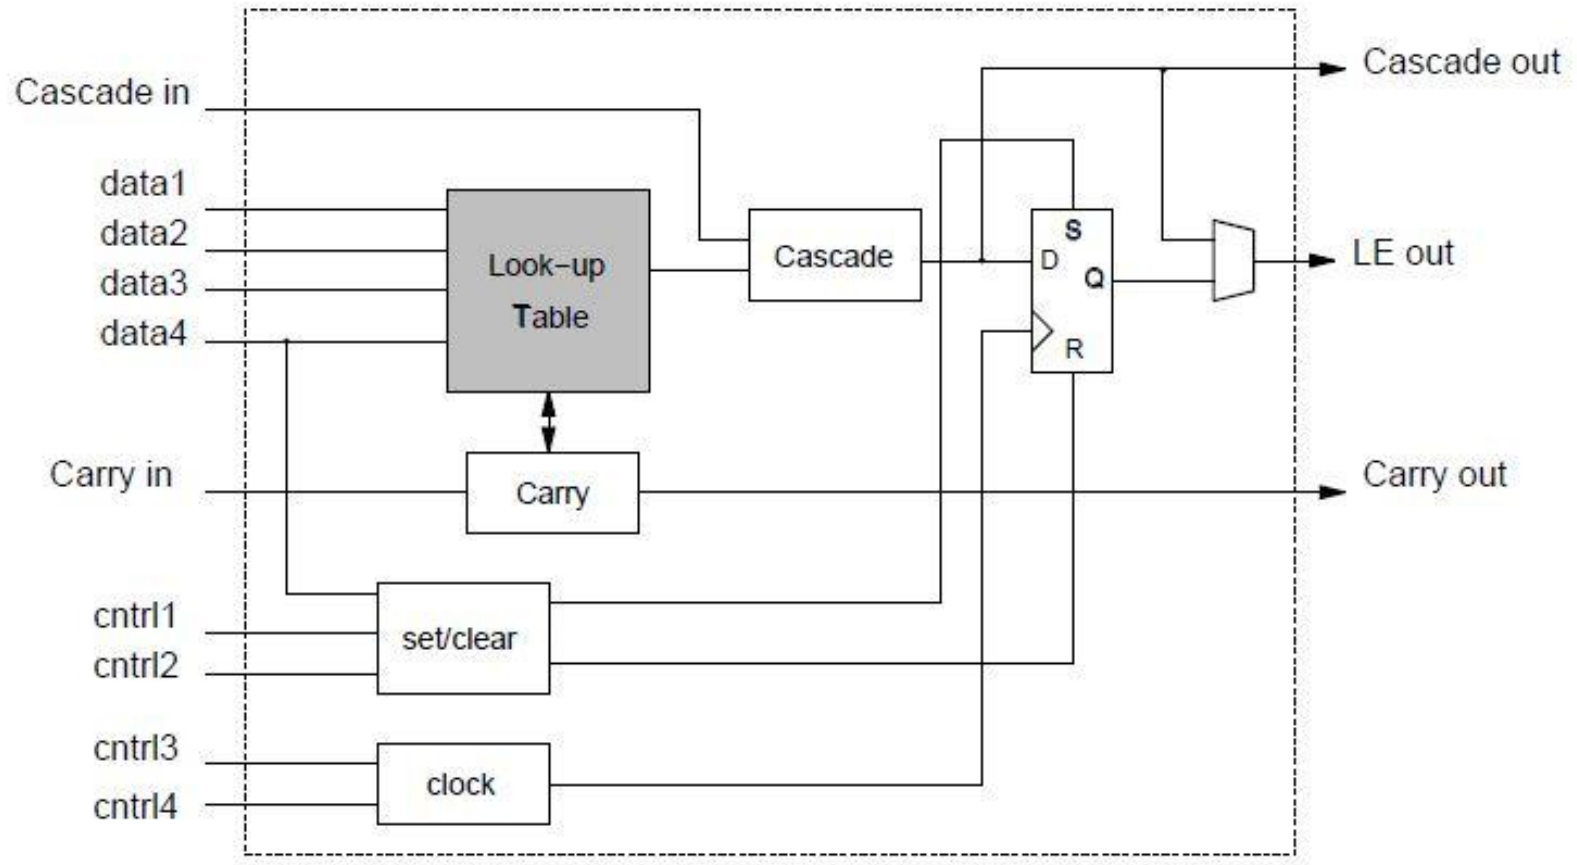 Cascade in
data1
data2
data3
data4
Carry in
cntrl1
cntrl2
cntrl3
cntrl4
Look-up
Table
Carry
set/clear
clock
Cascade
S
D
Q
R
Cascade out
LE out
Carry out